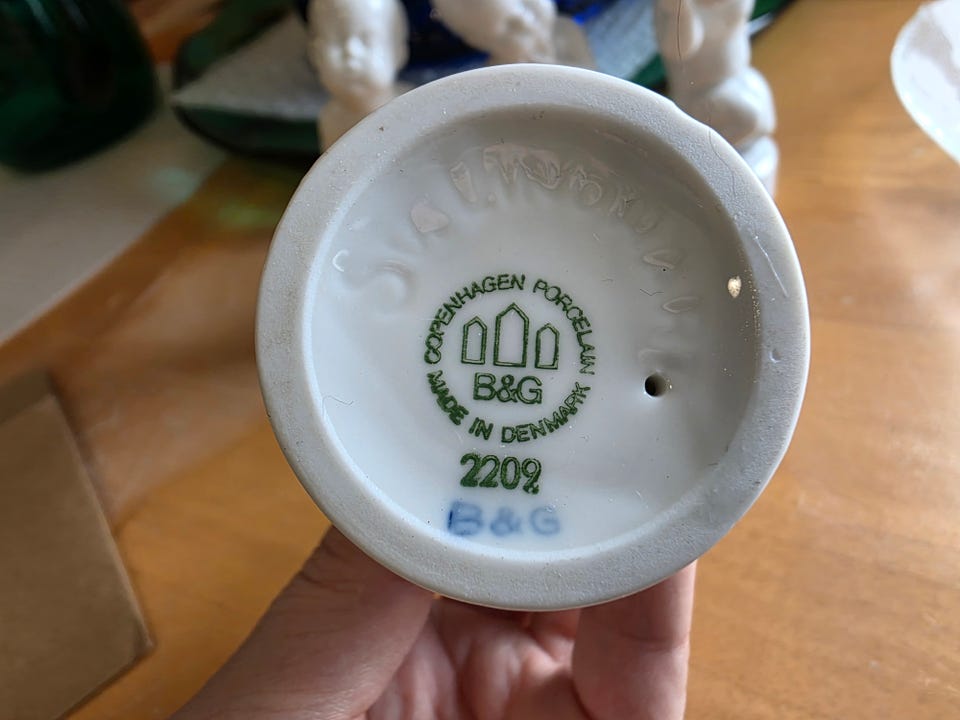 COPENHAGEN PORCELAIN
B&G
MADE IN DENMARK
2209
B&G